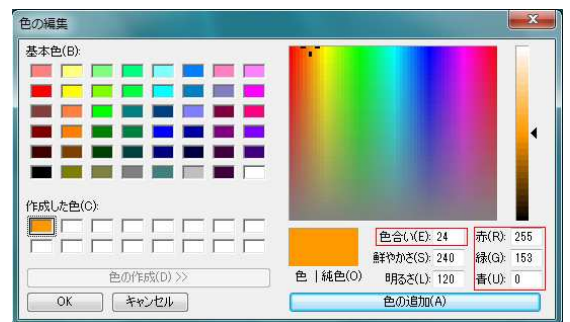 色の編集
基本色(B):
作成した色(C):
色の作成(D) >>
OK キャンセル
色 | 純色(O)
色合い(E): 24 赤(R): 255
鮮やかさ(S): 240 緑(G): 153
明るさ(L): 120 青(U): 0
色の追加(A)